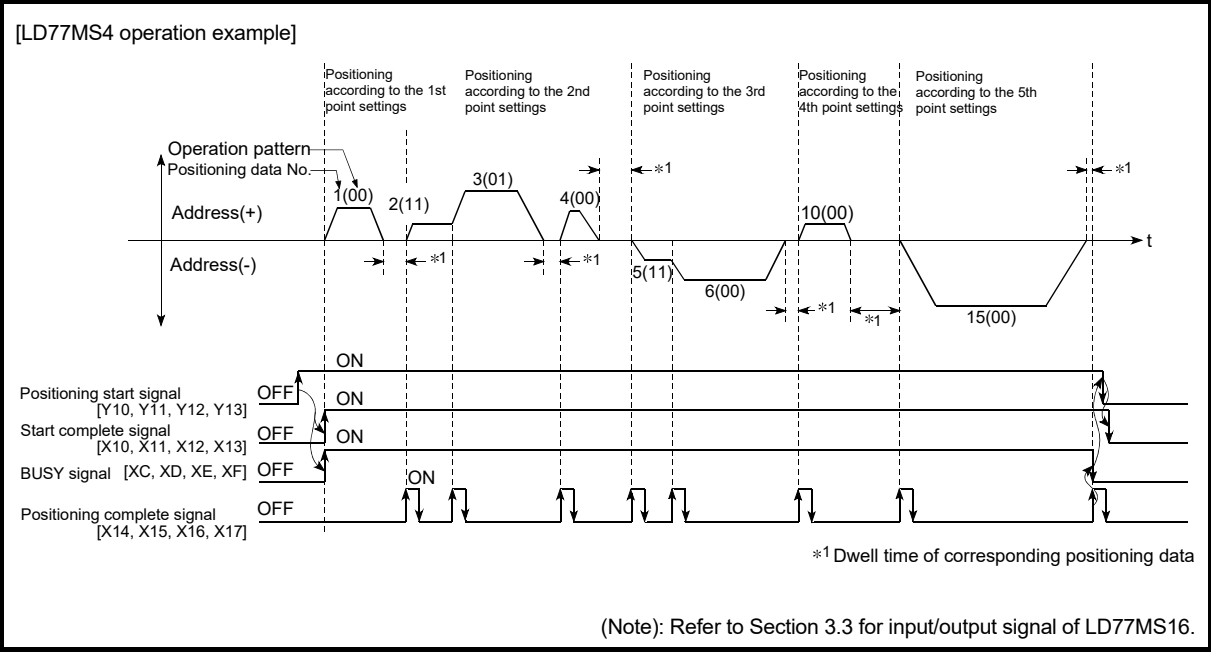 [LD77MS4 operation example]
Positioning
according to the 1st
point settings
Positioning
according to the 2nd
point settings
Positioning
according to the 3rd
point settings
Positioning
according to the
4th point settings
Positioning
according to the 5th
point settings
Operation pattern
Positioning data No.
1(00)
2(11)
3(01)
4(00)
*1
10(00)
*1
Address(+)
t
Address(-)
*1
*1
5(11)
6(00)
*1
*1
15(00)
ON
Positioning start signal
[Y10, Y11, Y12, Y13]
OFF
ON
Start complete signal
[X10, X11, X12, X13]
OFF
ON
BUSY signal [XC, XD, XE, XF]
OFF
ON
Positioning complete signal
[X14, X15, X16, X17]
OFF
*1 Dwell time of corresponding positioning data
(Note): Refer to Section 3.3 for input/output signal of LD77MS16.